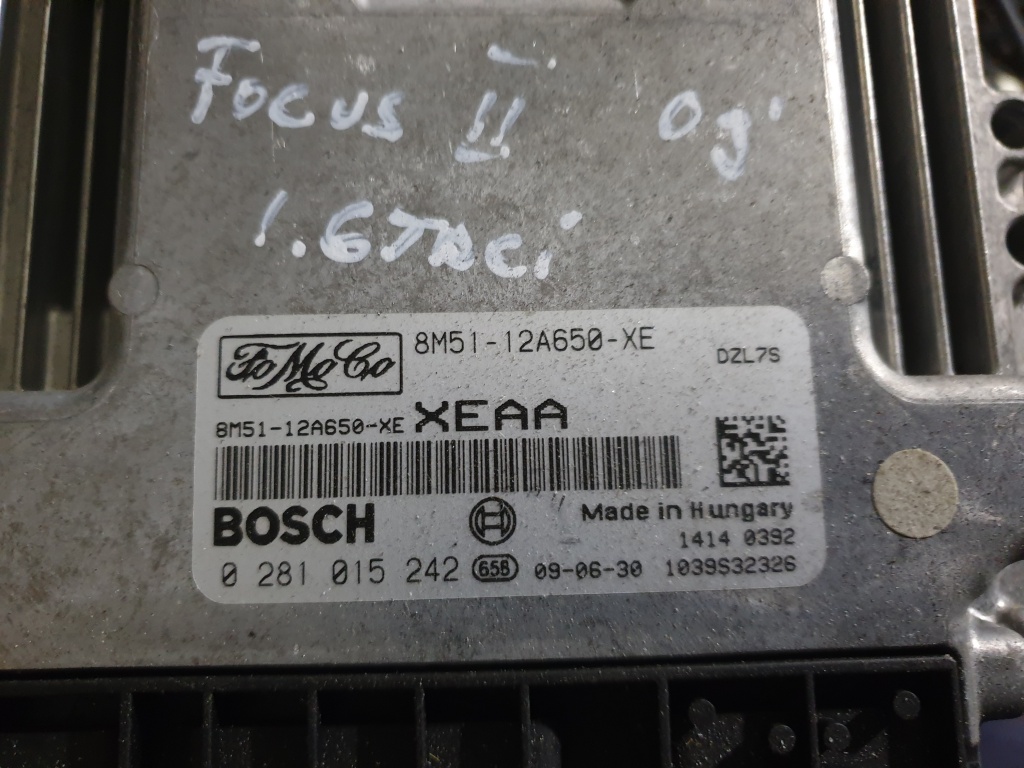 Focus II 09'
1.6TDCi
FoMoCo 8M51-12A650-XE DZL7S
8M51-12A650-XE XEAA
BOSCH Made in Hungary
1414 0392
0 281 015 242 65B 09-06-30 1039S32326